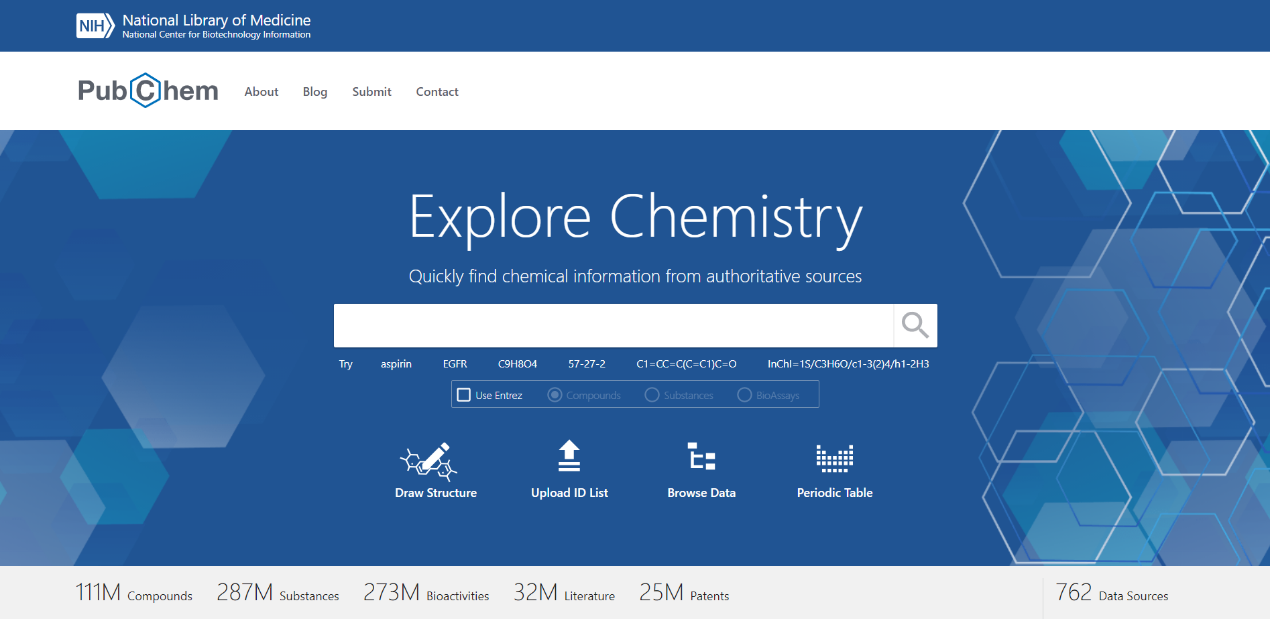 NIH National Library of Medicine
National Center for Biotechnology Information
PubChem About Blog Submit Contact
Explore Chemistry
Quickly find chemical information from authoritative sources
Try aspirin EGFR C9H8O4 57-27-2 C1=CC=C(C=C1)C=O InChI=1S/C3H6O/c1-3(2)4/h1-2H3
Use Entrez Compounds Substances BioAssays
Draw Structure Upload ID List Browse Data Periodic Table
111M Compounds 287M Substances 273M Bioactivities 32M Literature 25M Patents 762 Data Sources